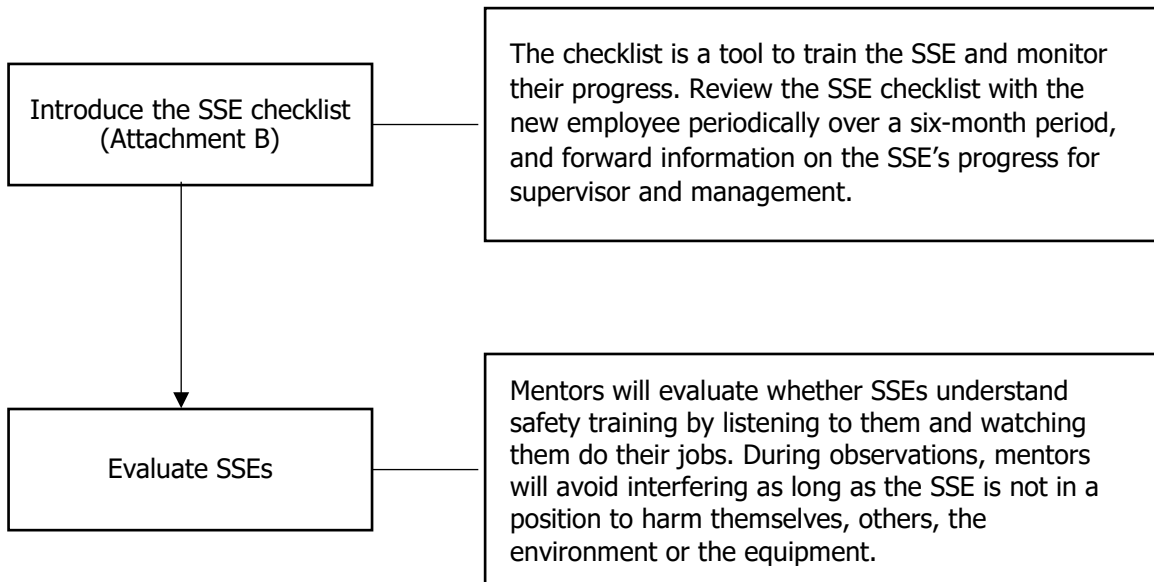 Introduce the SSE checklist
(Attachment B)
The checklist is a tool to train the SSE and monitor
their progress. Review the SSE checklist with the
new employee periodically over a six-month period,
and forward information on the SSE’s progress for
supervisor and management.
Evaluate SSEs
Mentors will evaluate whether SSEs understand
safety training by listening to them and watching
them do their jobs. During observations, mentors
will avoid interfering as long as the SSE is not in a
position to harm themselves, others, the
environment or the equipment.